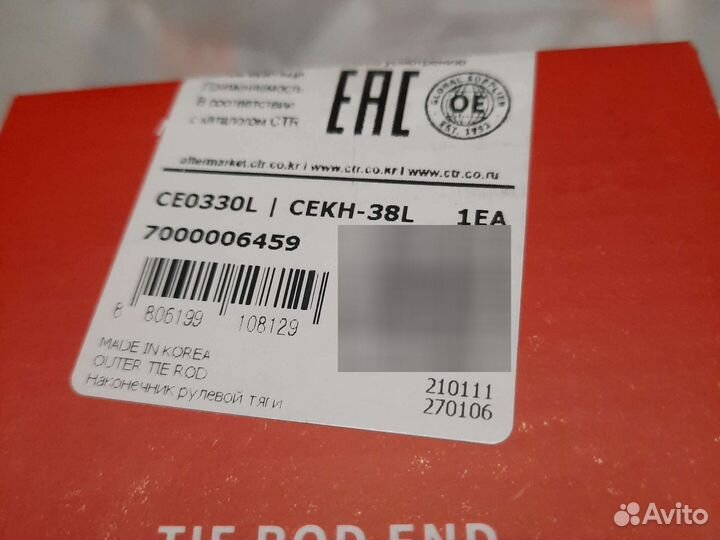 Применяемость
В соответствии
с каталогом CTR
EAC
GLOBAL SUPPLIER
OE
EST. 1952
aftermarket.ctr.co.kr | www.ctr.co.kr | www.ctr.co.ru
CE0330L | CEKH-38L 1EA
7000006459
8 806199 108129
MADE IN KOREA
OUTER TIE ROD
Наконечник рулевой тяги
210111
270106
TIE ROD END
Avito